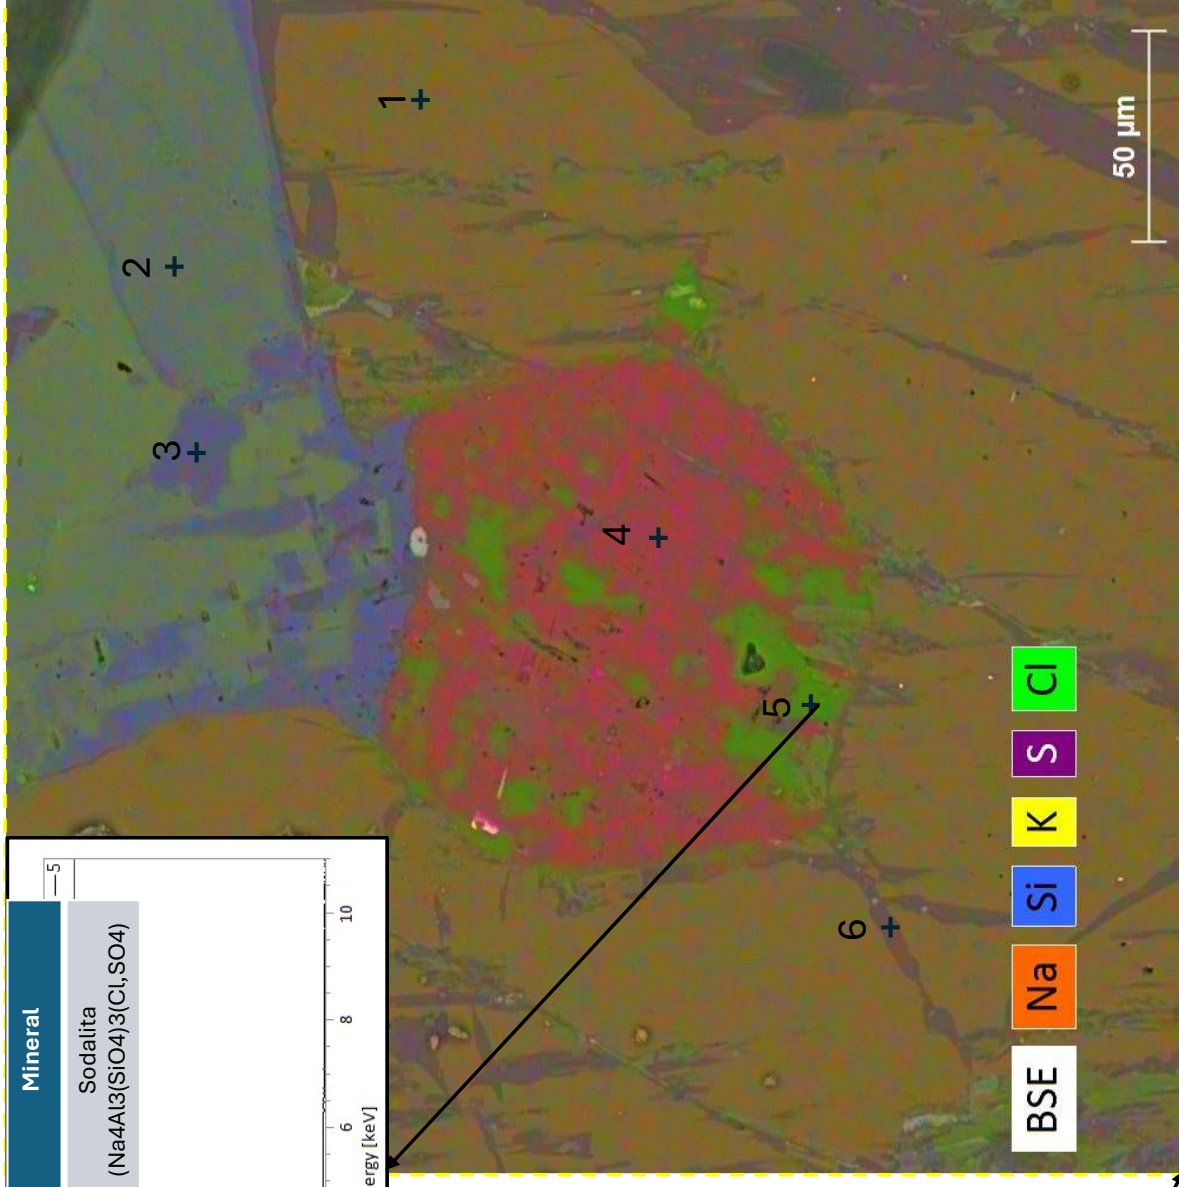 Mineral
Sodalita
(Na4Al3(SiO4)3(Cl,SO4)
5
6
8
10
ergy [keV]
1
2
3
4
5
6
BSE
Na
Si
K
S
Cl
50 µm